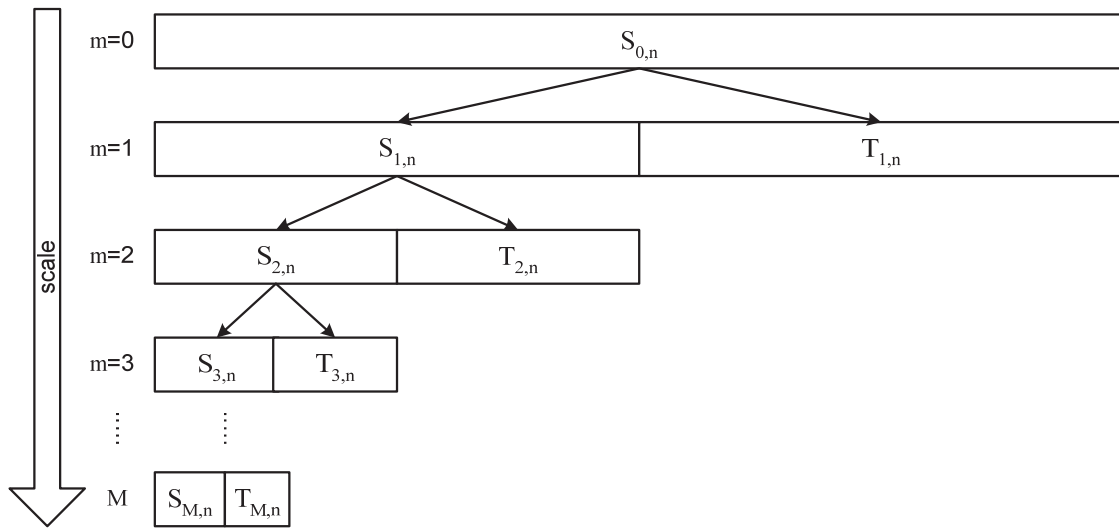 m=0 S0,n
m=1 S1,n T1,n
scale
m=2 S2,n T2,n
m=3 S3,n T3,n
...... ......
M SM,n TM,n